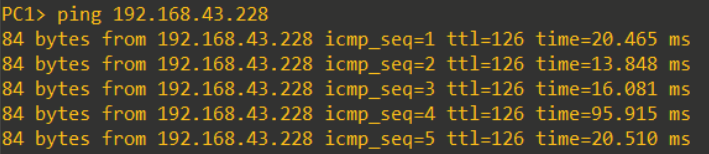 PC1> ping 192.168.43.228
84 bytes from 192.168.43.228 icmp_seq=1 ttl=126 time=20.465 ms
84 bytes from 192.168.43.228 icmp_seq=2 ttl=126 time=13.848 ms
84 bytes from 192.168.43.228 icmp_seq=3 ttl=126 time=16.081 ms
84 bytes from 192.168.43.228 icmp_seq=4 ttl=126 time=95.915 ms
84 bytes from 192.168.43.228 icmp_seq=5 ttl=126 time=20.510 ms